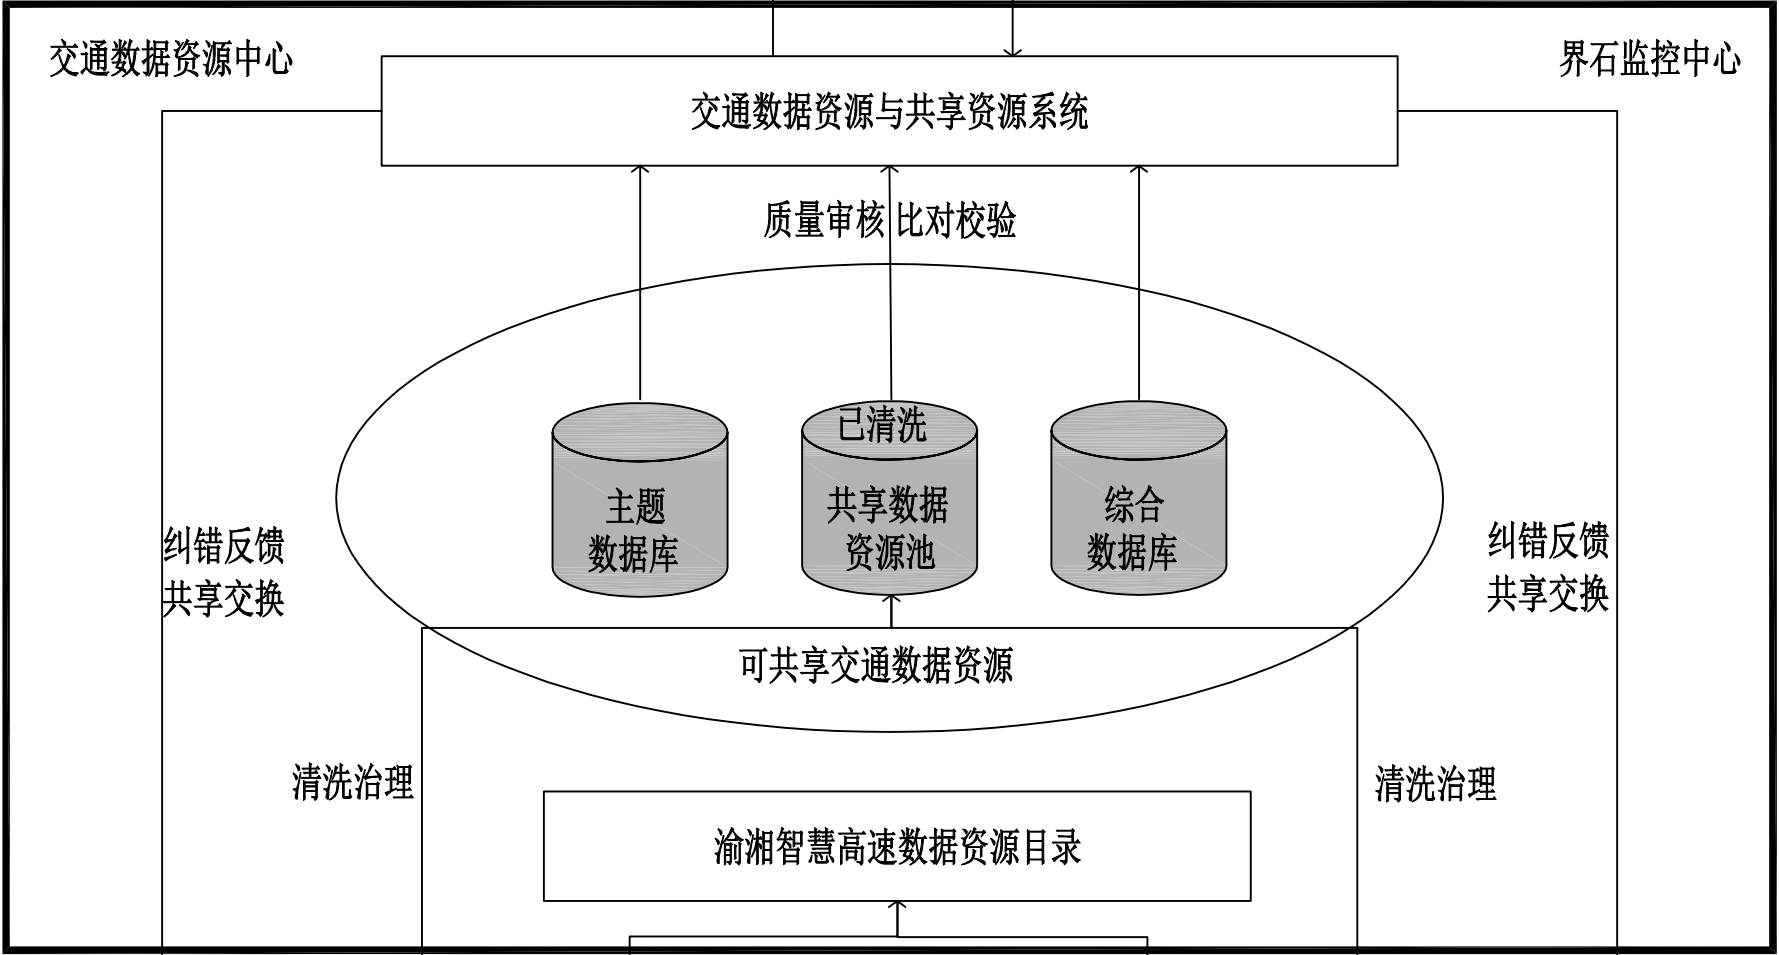 交通数据资源中心
界石监控中心
交通数据资源与共享资源系统
质量审核 比对校验
已清洗
共享数据
资源池
主题
数据库
综合
数据库
纠错反馈
共享交换
纠错反馈
共享交换
可共享交通数据资源
清洗治理
清洗治理
渝湘智慧高速数据资源目录